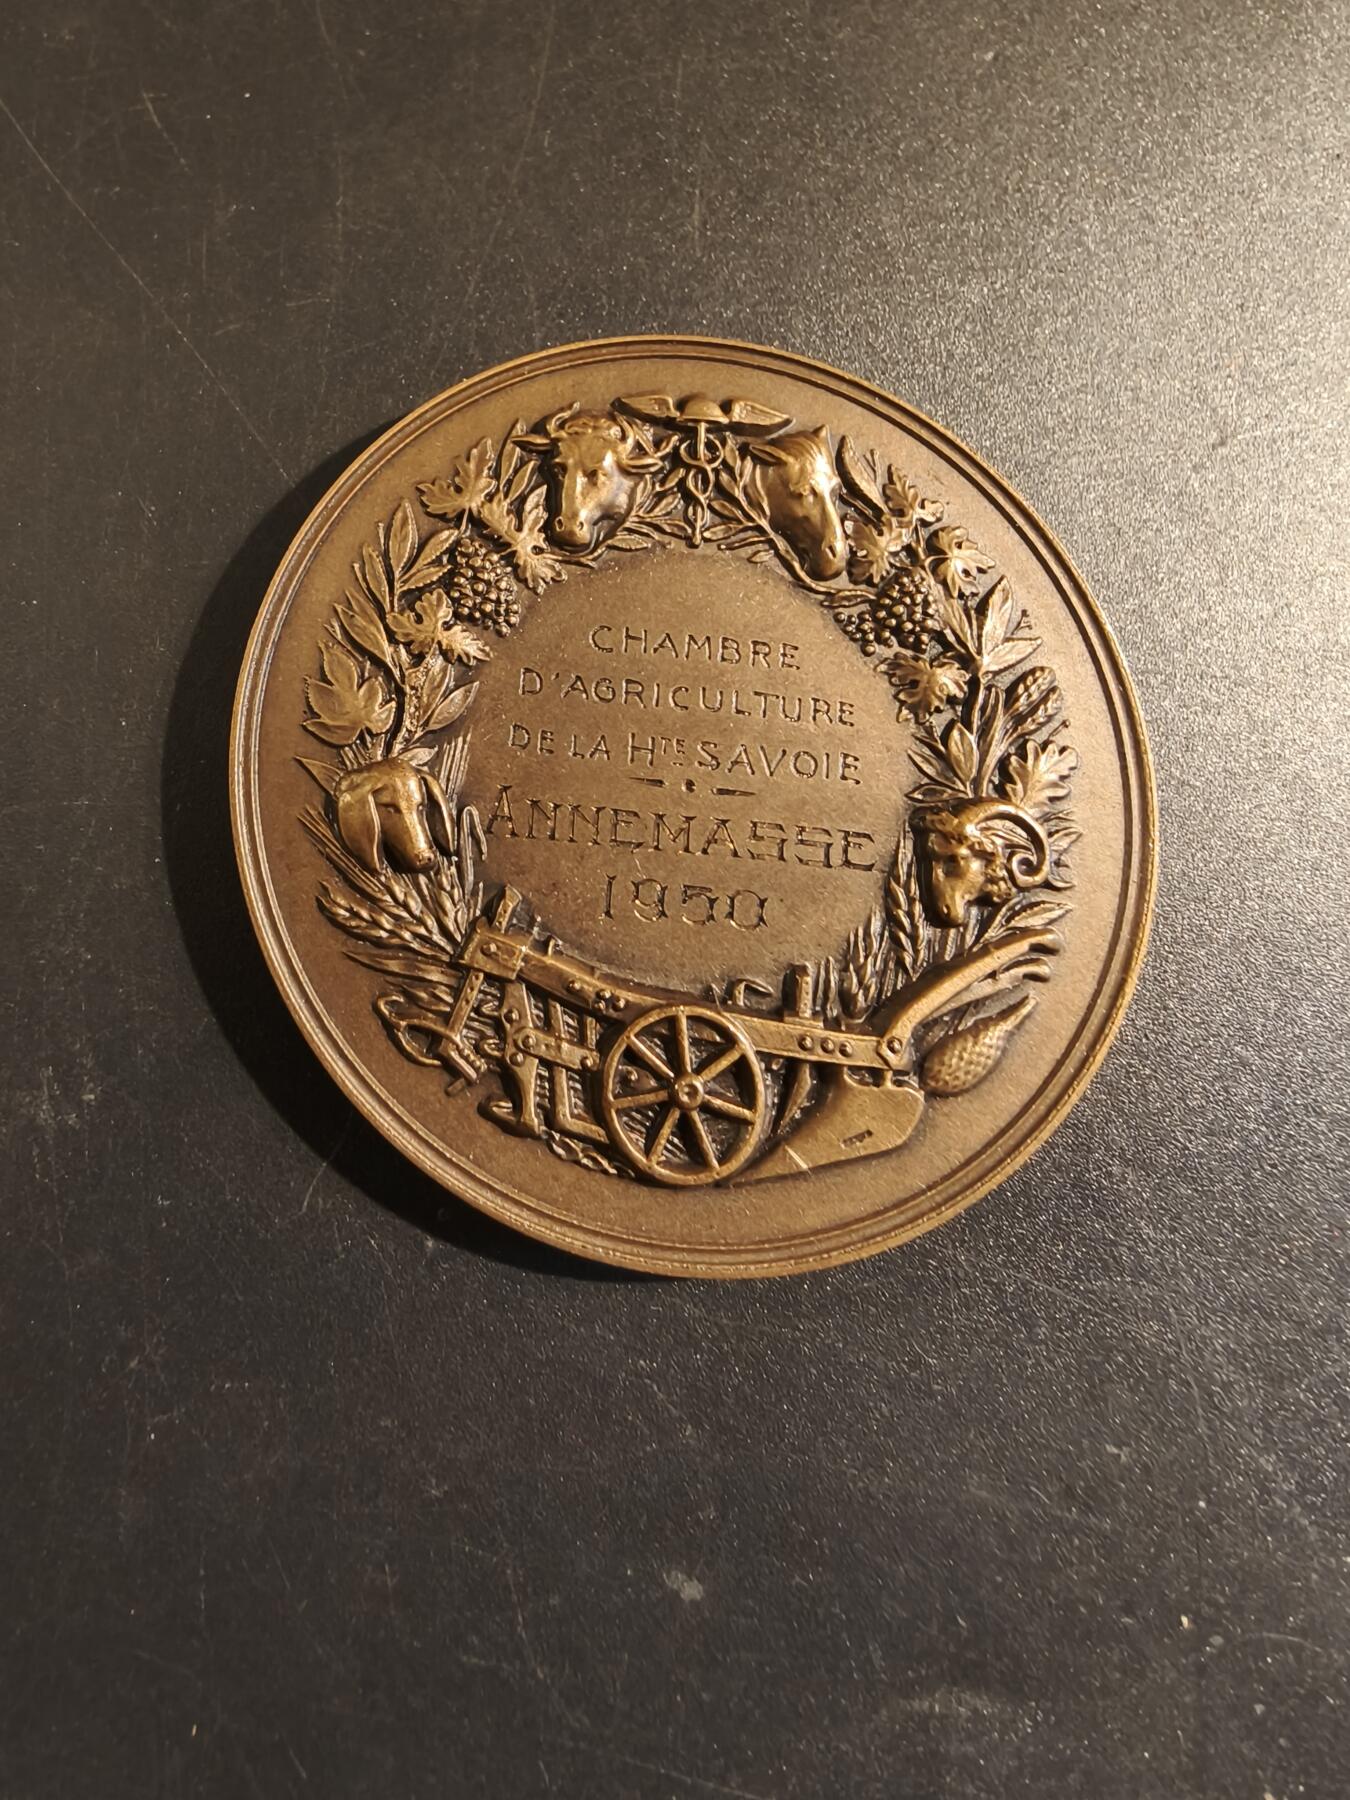 CHAMBRE
D'AGRICULTURE
DE LA HTE SAVOIE
ANNEMASSE
1950